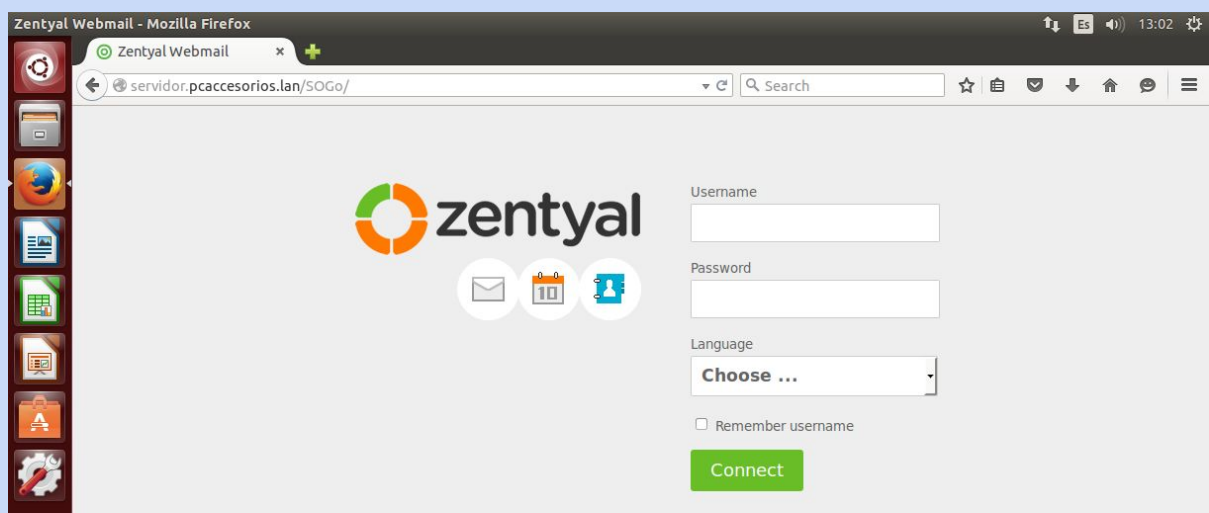 Zentyal Webmail - Mozilla Firefox
Es
13:02
Zentyal Webmail
servidor.pcaccesorios.lan/SOGo/
Search
zentyal
10
Username
Password
Language
Choose ...
Remember username
Connect